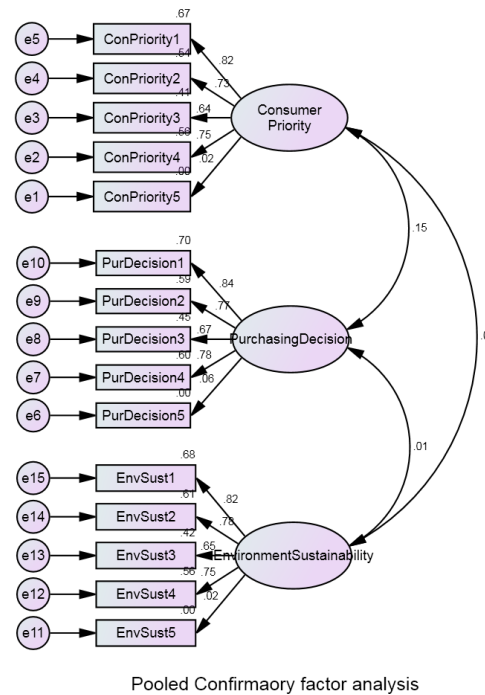 .67
e5
ConPriority1
.82
.54
e4
ConPriority2
.73
.41
e3
ConPriority3
.64
Consumer
Priority
.56
e2
ConPriority4
.75
.00
.02
e1
ConPriority5
.15
.70
e10
PurDecision1
.84
.59
e9
PurDecision2
.77
.45
e8
PurDecision3
.67
PurchasingDecision
.60
e7
PurDecision4
.78
.00
.06
e6
PurDecision5
.01
.68
e15
EnvSust1
.82
.61
e14
EnvSust2
.78
.42
e13
EnvSust3
.65
EnvironmentSustainability
.56
e12
EnvSust4
.75
.00
.02
e11
EnvSust5
Pooled Confirmaory factor analysis